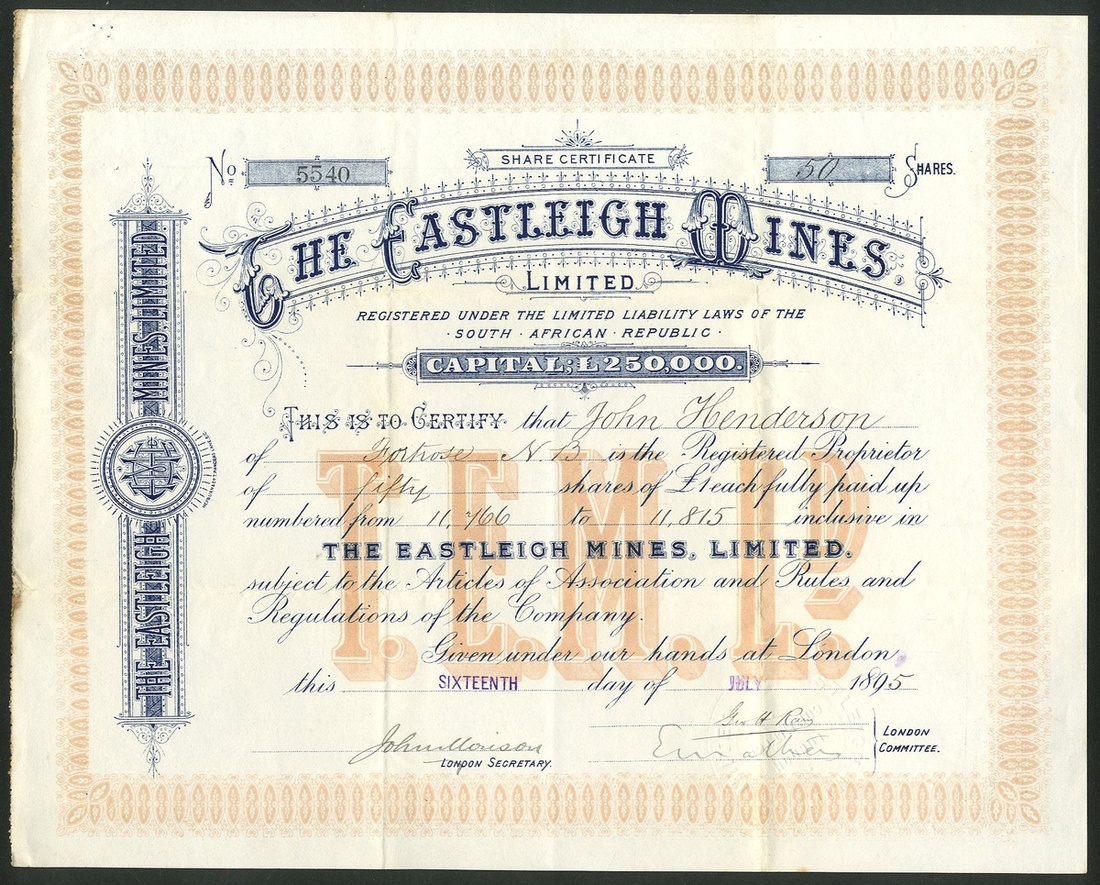 SHARE CERTIFICATE
No 5540
50 SHARES.
THE EASTLEIGH MINES
LIMITED
REGISTERED UNDER THE LIMITED LIABILITY LAWS OF THE
· SOUTH · AFRICAN · REPUBLIC ·
CAPITAL; £250,000.
THIS IS TO CERTIFY that John Henderson
of Fortrose N B is the Registered Proprietor
of fifty shares of £1 each fully paid up
numbered from 11,766 to 11,815 inclusive in
THE EASTLEIGH MINES, LIMITED.
subject to the Articles of Association and Rules and
Regulations of the Company.
Given under our hands at London,
this SIXTEENTH day of JULY 1895
John Morison
LONDON SECRETARY.
Geo H
LONDON
COMMITTEE.
THE EASTLEIGH MINES, LIMITED
T.E.M. LD.